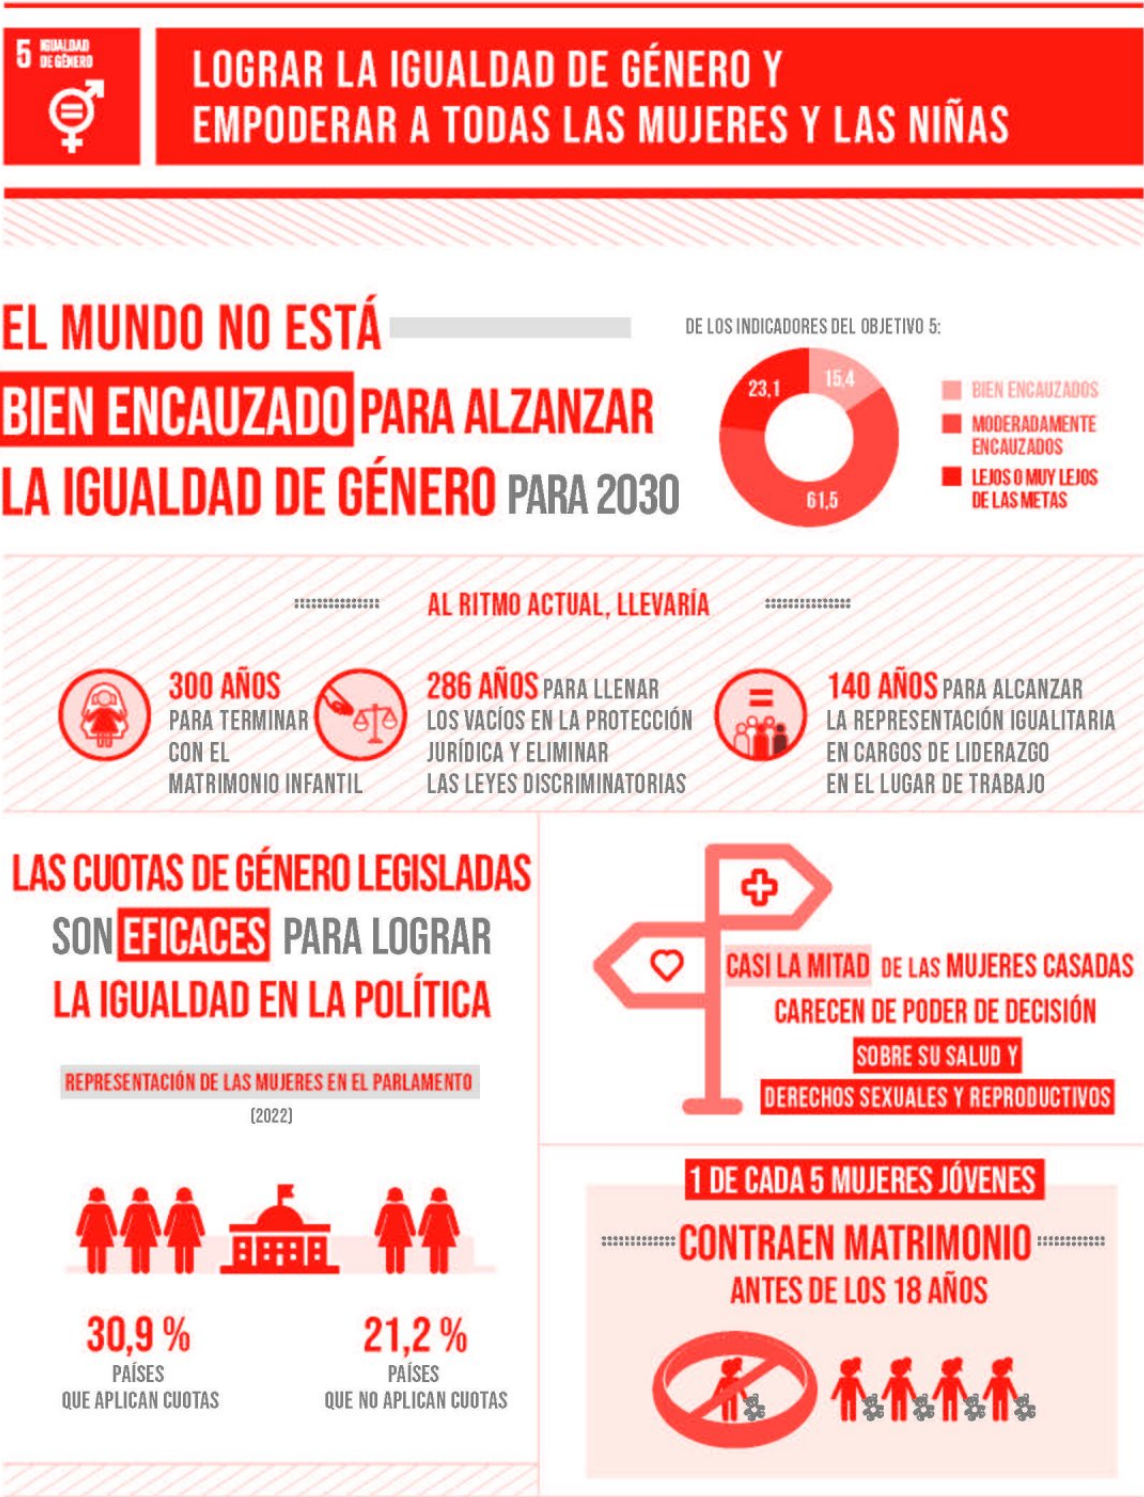 5 IGUALDAD
DE GÉNERO
LOGRAR LA IGUALDAD DE GÉNERO Y
EMPODERAR A TODAS LAS MUJERES Y LAS NIÑAS
EL MUNDO NO ESTÁ
BIEN ENCAUZADO PARA ALZANZAR
LA IGUALDAD DE GÉNERO PARA 2030
DE LOS INDICADORES DEL OBJETIVO 5:
23,1
15,4
61,5
BIEN ENCAUZADOS
MODERADAMENTE
ENCAUZADOS
LEJOS O MUY LEJOS
DE LAS METAS
AL RITMO ACTUAL, LLEVARÍA
300 AÑOS
PARA TERMINAR
CON EL
MATRIMONIO INFANTIL
286 AÑOS PARA LLENAR
LOS VACÍOS EN LA PROTECCIÓN
JURÍDICA Y ELIMINAR
LAS LEYES DISCRIMINATORIAS
140 AÑOS PARA ALCANZAR
LA REPRESENTACIÓN IGUALITARIA
EN CARGOS DE LIDERAZGO
EN EL LUGAR DE TRABAJO
LAS CUOTAS DE GÉNERO LEGISLADAS
SON EFICACES PARA LOGRAR
LA IGUALDAD EN LA POLÍTICA
REPRESENTACIÓN DE LAS MUJERES EN EL PARLAMENTO
(2022)
30,9 %
PAÍSES
QUE APLICAN CUOTAS
21,2 %
PAÍSES
QUE NO APLICAN CUOTAS
CASI LA MITAD DE LAS MUJERES CASADAS
CARECEN DE PODER DE DECISIÓN
SOBRE SU SALUD Y
DERECHOS SEXUALES Y REPRODUCTIVOS
1 DE CADA 5 MUJERES JÓVENES
CONTRAEN MATRIMONIO
ANTES DE LOS 18 AÑOS